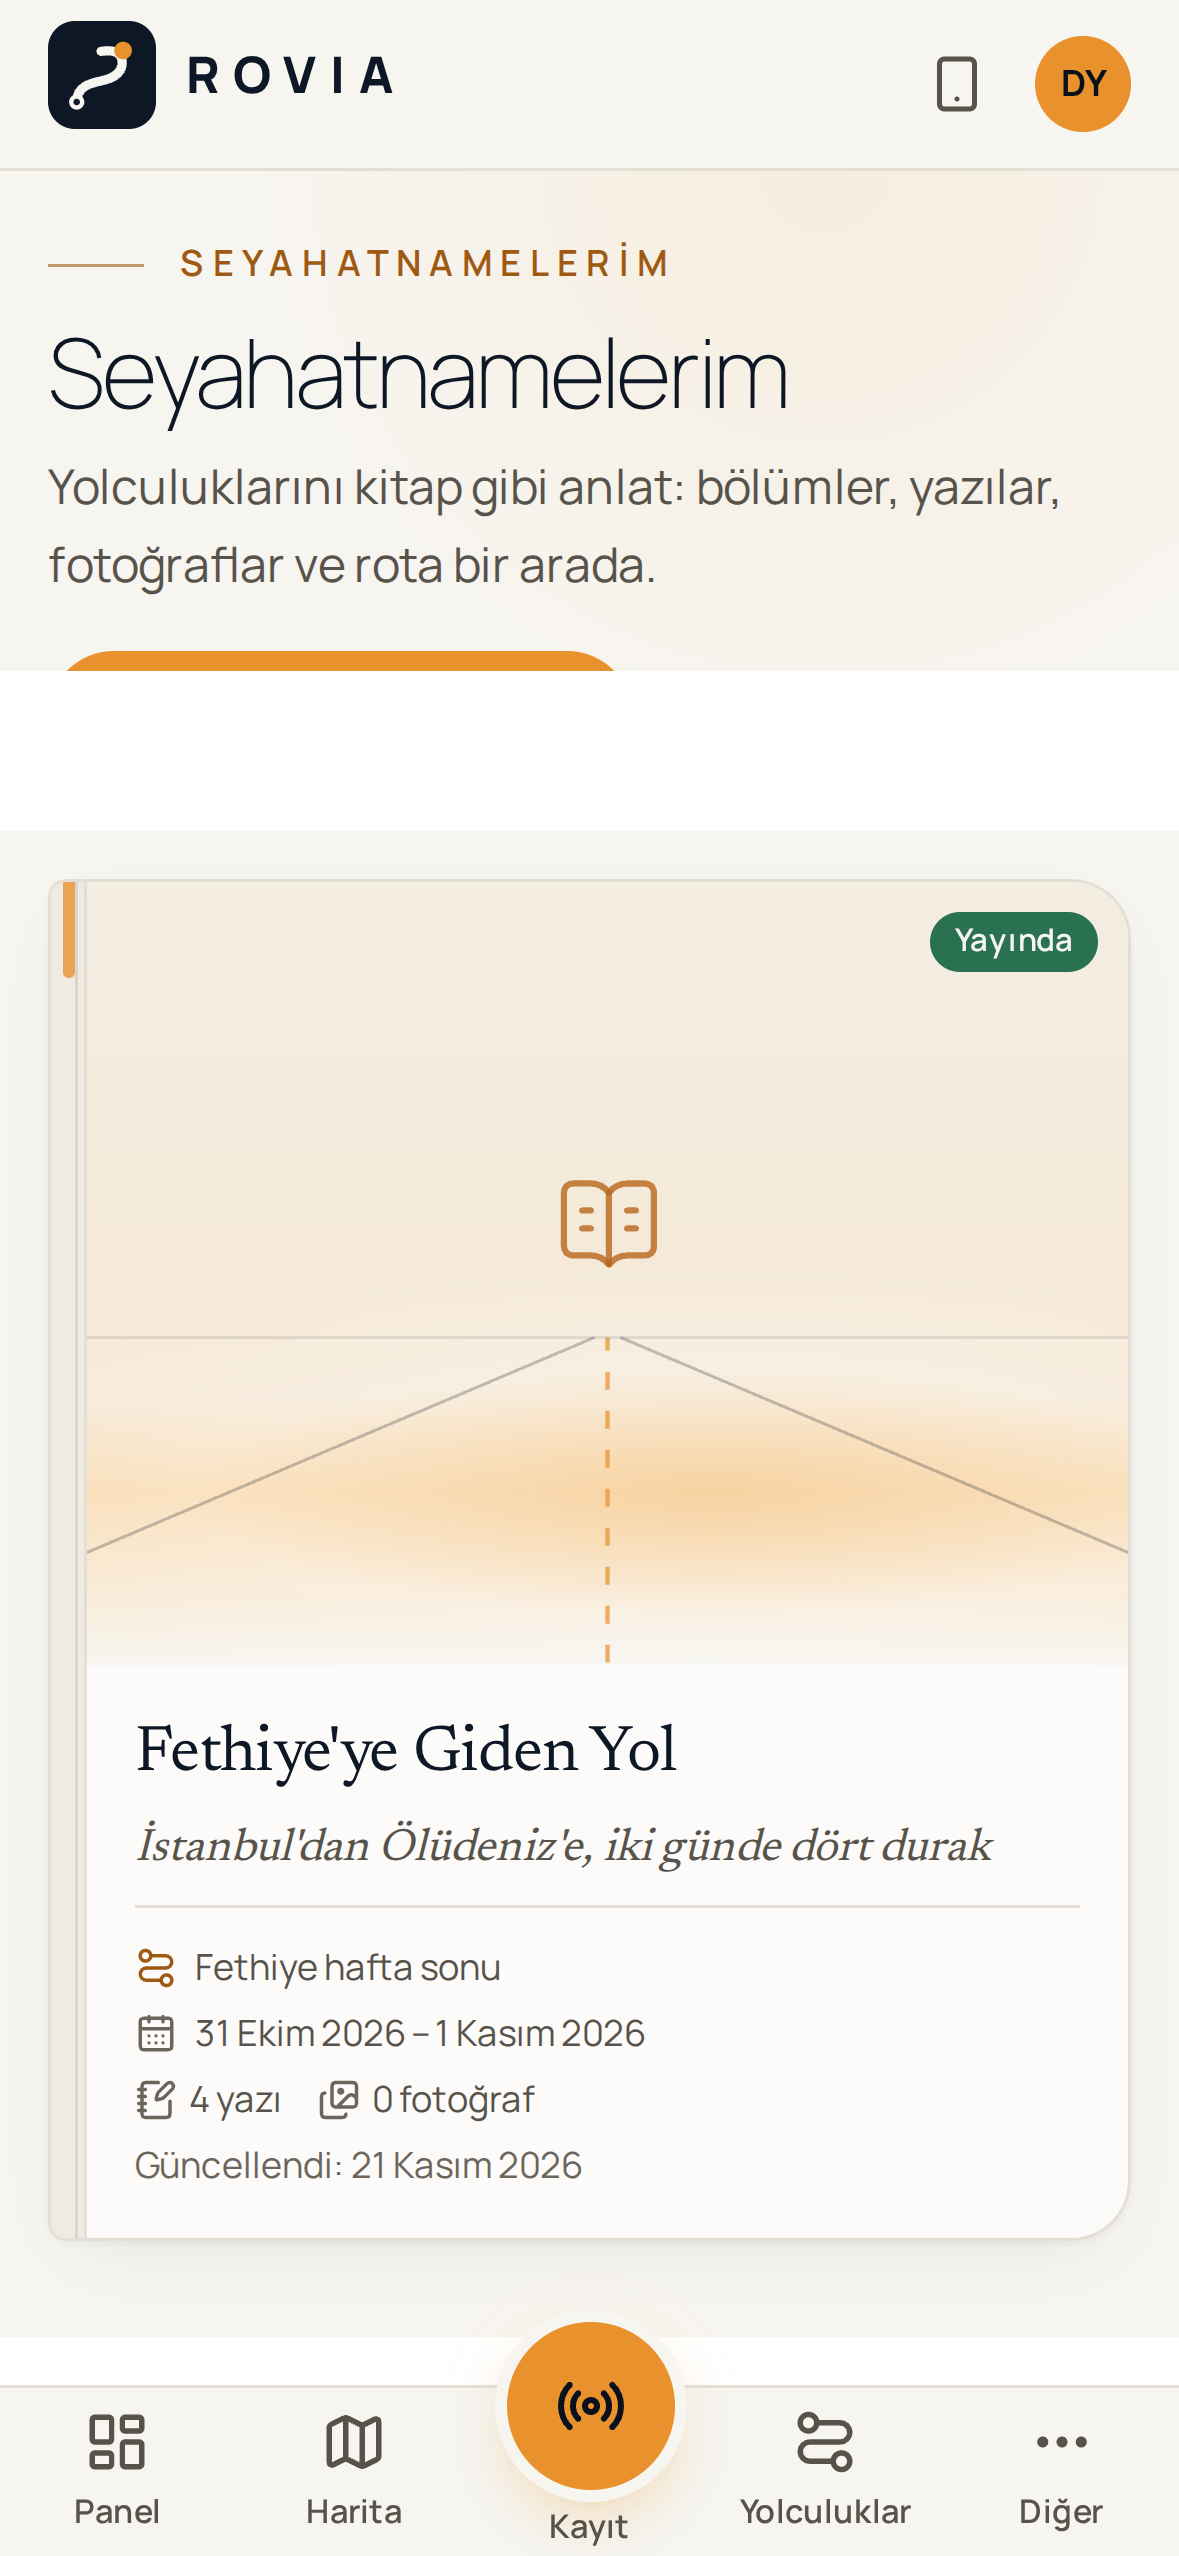 ROVIA
DY
SEYAHATNAMELERİM
Seyahatnamelerim
Yolculuklarını kitap gibi anlat: bölümler, yazılar,
fotoğraflar ve rota bir arada.
Yayında
Fethiye'ye Giden Yol
İstanbul'dan Ölüdeniz'e, iki günde dört durak
Fethiye hafta sonu
31 Ekim 2026 – 1 Kasım 2026
4 yazı 0 fotoğraf
Güncellendi: 21 Kasım 2026
Panel
Harita
Kayıt
Yolculuklar
Diğer